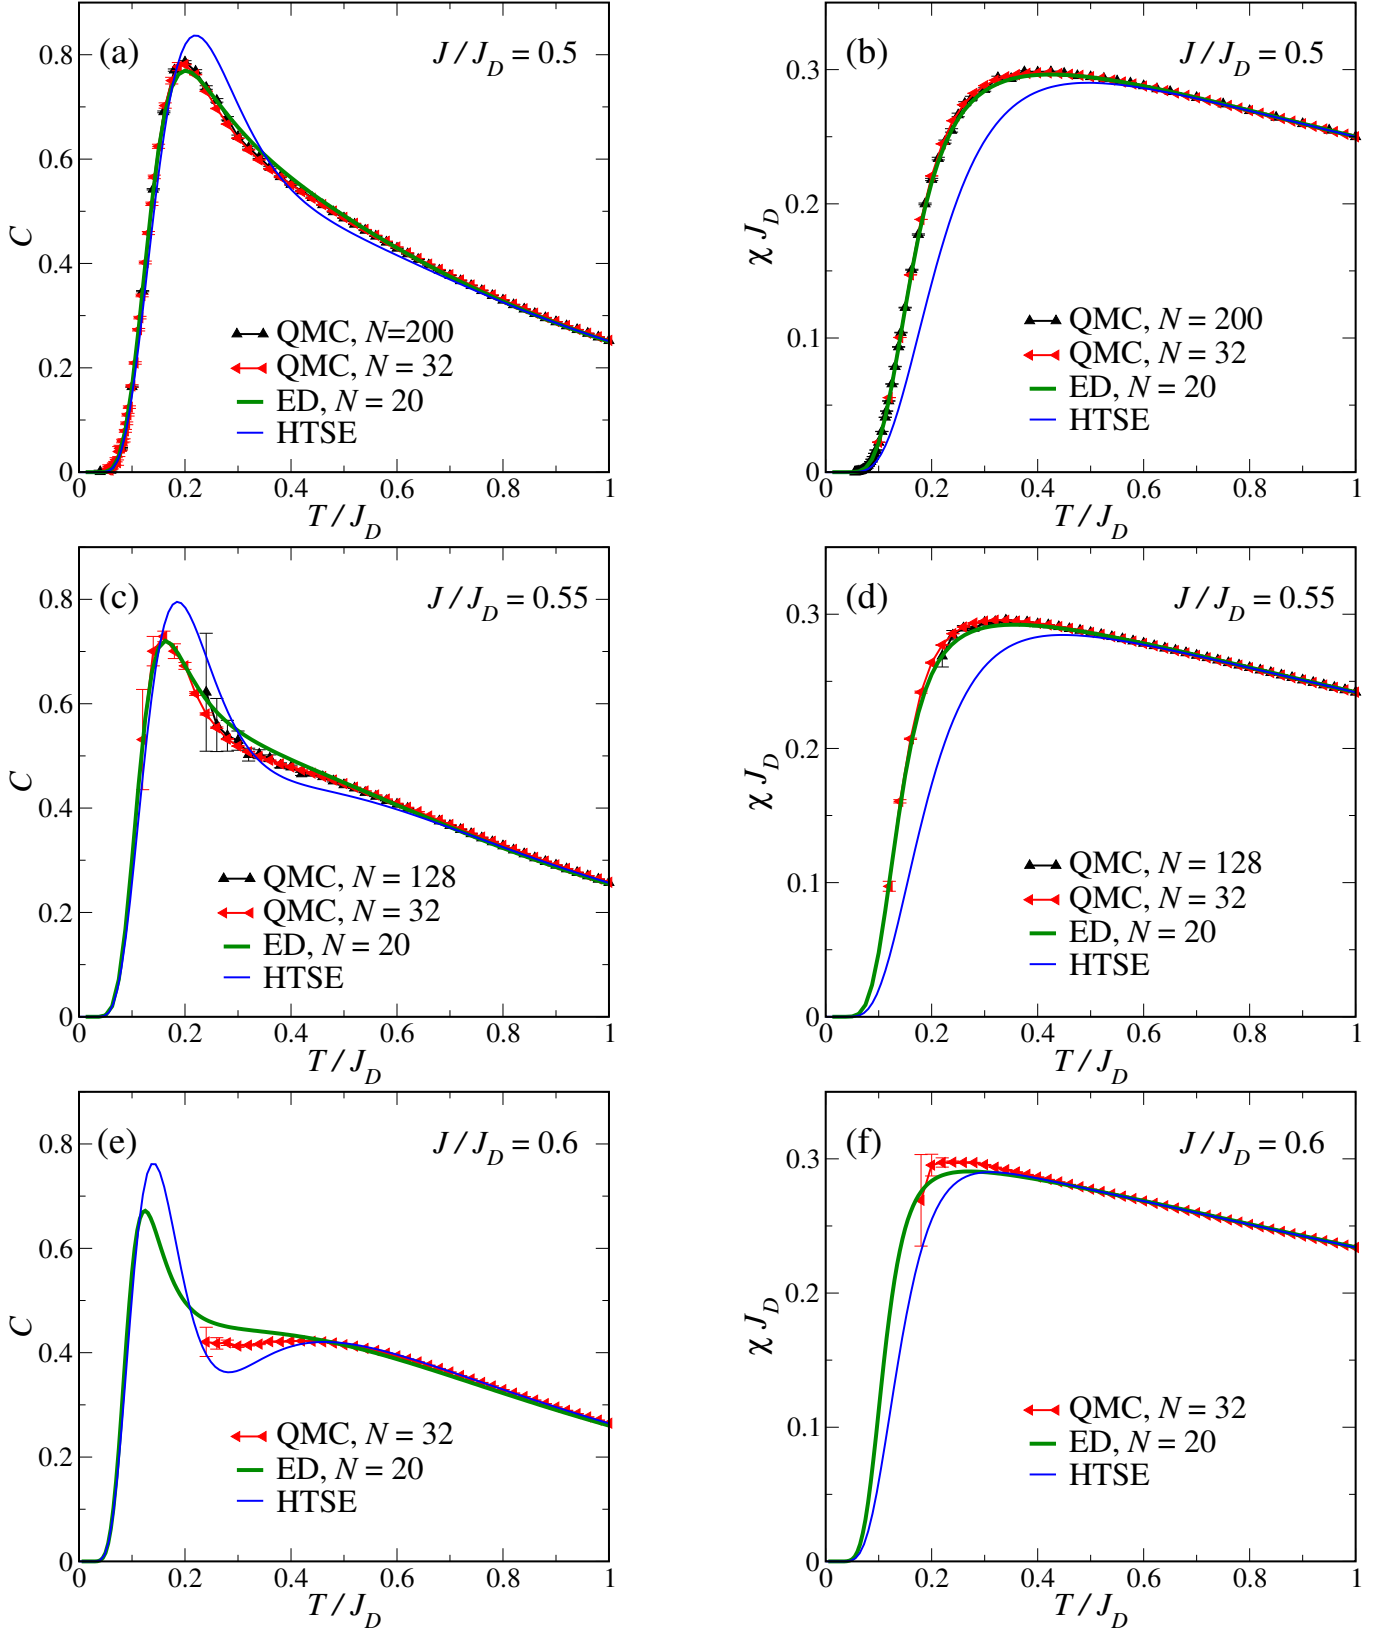 (a) J / J_D = 0.5
0.8
0.6
C
0.4
0.2
0
QMC, N=200
QMC, N = 32
ED, N = 20
HTSE
0 0.2 0.4 0.6 0.8 1
T / J_D
(b) J / J_D = 0.5
0.3
0.2
χ J_D
0.1
0
QMC, N = 200
QMC, N = 32
ED, N = 20
HTSE
0 0.2 0.4 0.6 0.8 1
T / J_D
(c) J / J_D = 0.55
0.8
0.6
C
0.4
0.2
0
QMC, N = 128
QMC, N = 32
ED, N = 20
HTSE
0 0.2 0.4 0.6 0.8 1
T / J_D
(d) J / J_D = 0.55
0.3
0.2
χ J_D
0.1
0
QMC, N = 128
QMC, N = 32
ED, N = 20
HTSE
0 0.2 0.4 0.6 0.8 1
T / J_D
(e) J / J_D = 0.6
0.8
0.6
C
0.4
0.2
0
QMC, N = 32
ED, N = 20
HTSE
0 0.2 0.4 0.6 0.8 1
T / J_D
(f) J / J_D = 0.6
0.3
0.2
χ J_D
0.1
0
QMC, N = 32
ED, N = 20
HTSE
0 0.2 0.4 0.6 0.8 1
T / J_D